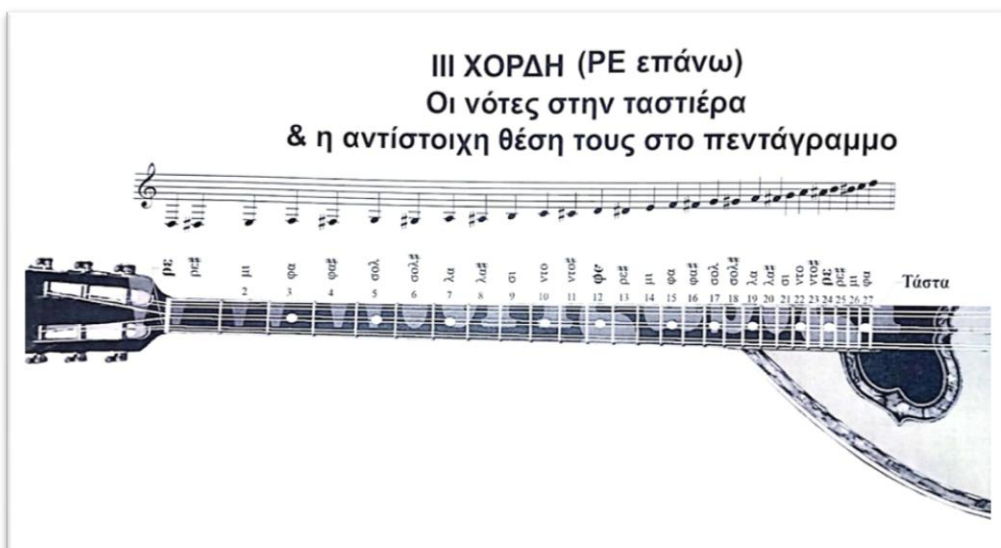 III ΧΟΡΔΗ (ΡΕ επάνω)
Οι νότες στην ταστιέρα
& η αντίστοιχη θέση τους στο πεντάγραμμο
ρε ρε♯ μι φα φα♯ σολ σολ♯ λα λα♯ σι ντο ντο♯ ρε♯ μι φα φα♯ σολ σολ♯ λα λα♯ σι ντο ντο♯ ρε ρε♯ μι φα Τάστα
2 3 4 5 6 7 8 9 10 11 12 13 14 15 16 17 18 19 20 21 22 23 24 25 26 27